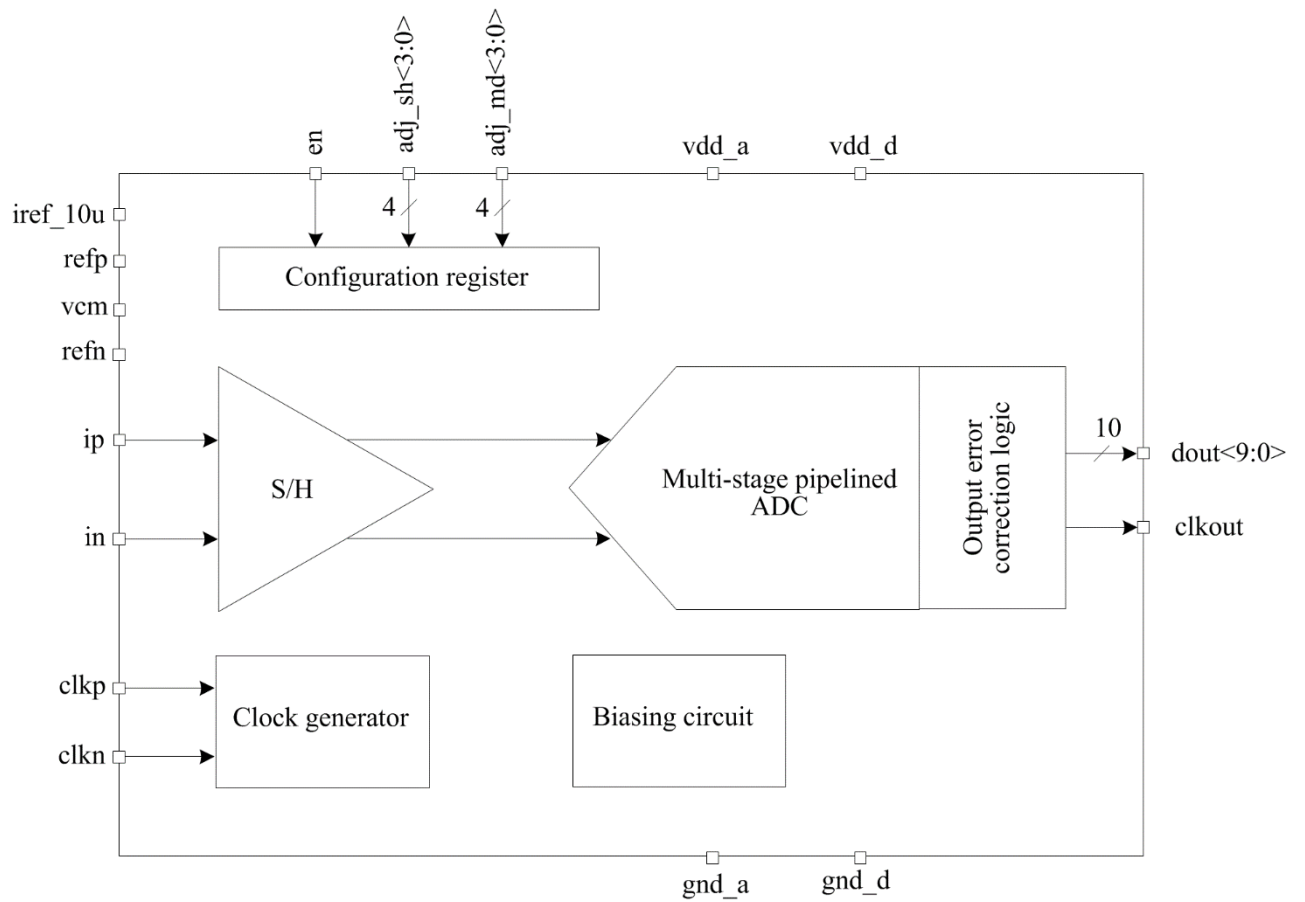 en
adj_sh<3:0>
adj_md<3:0>
vdd_a
vdd_d
4
4
iref_10u
refp
vcm
refn
Configuration register
ip
in
S/H
Multi-stage pipelined
ADC
Output error
correction logic
10
dout<9:0>
clkout
clkp
clkn
Clock generator
Biasing circuit
gnd_a
gnd_d